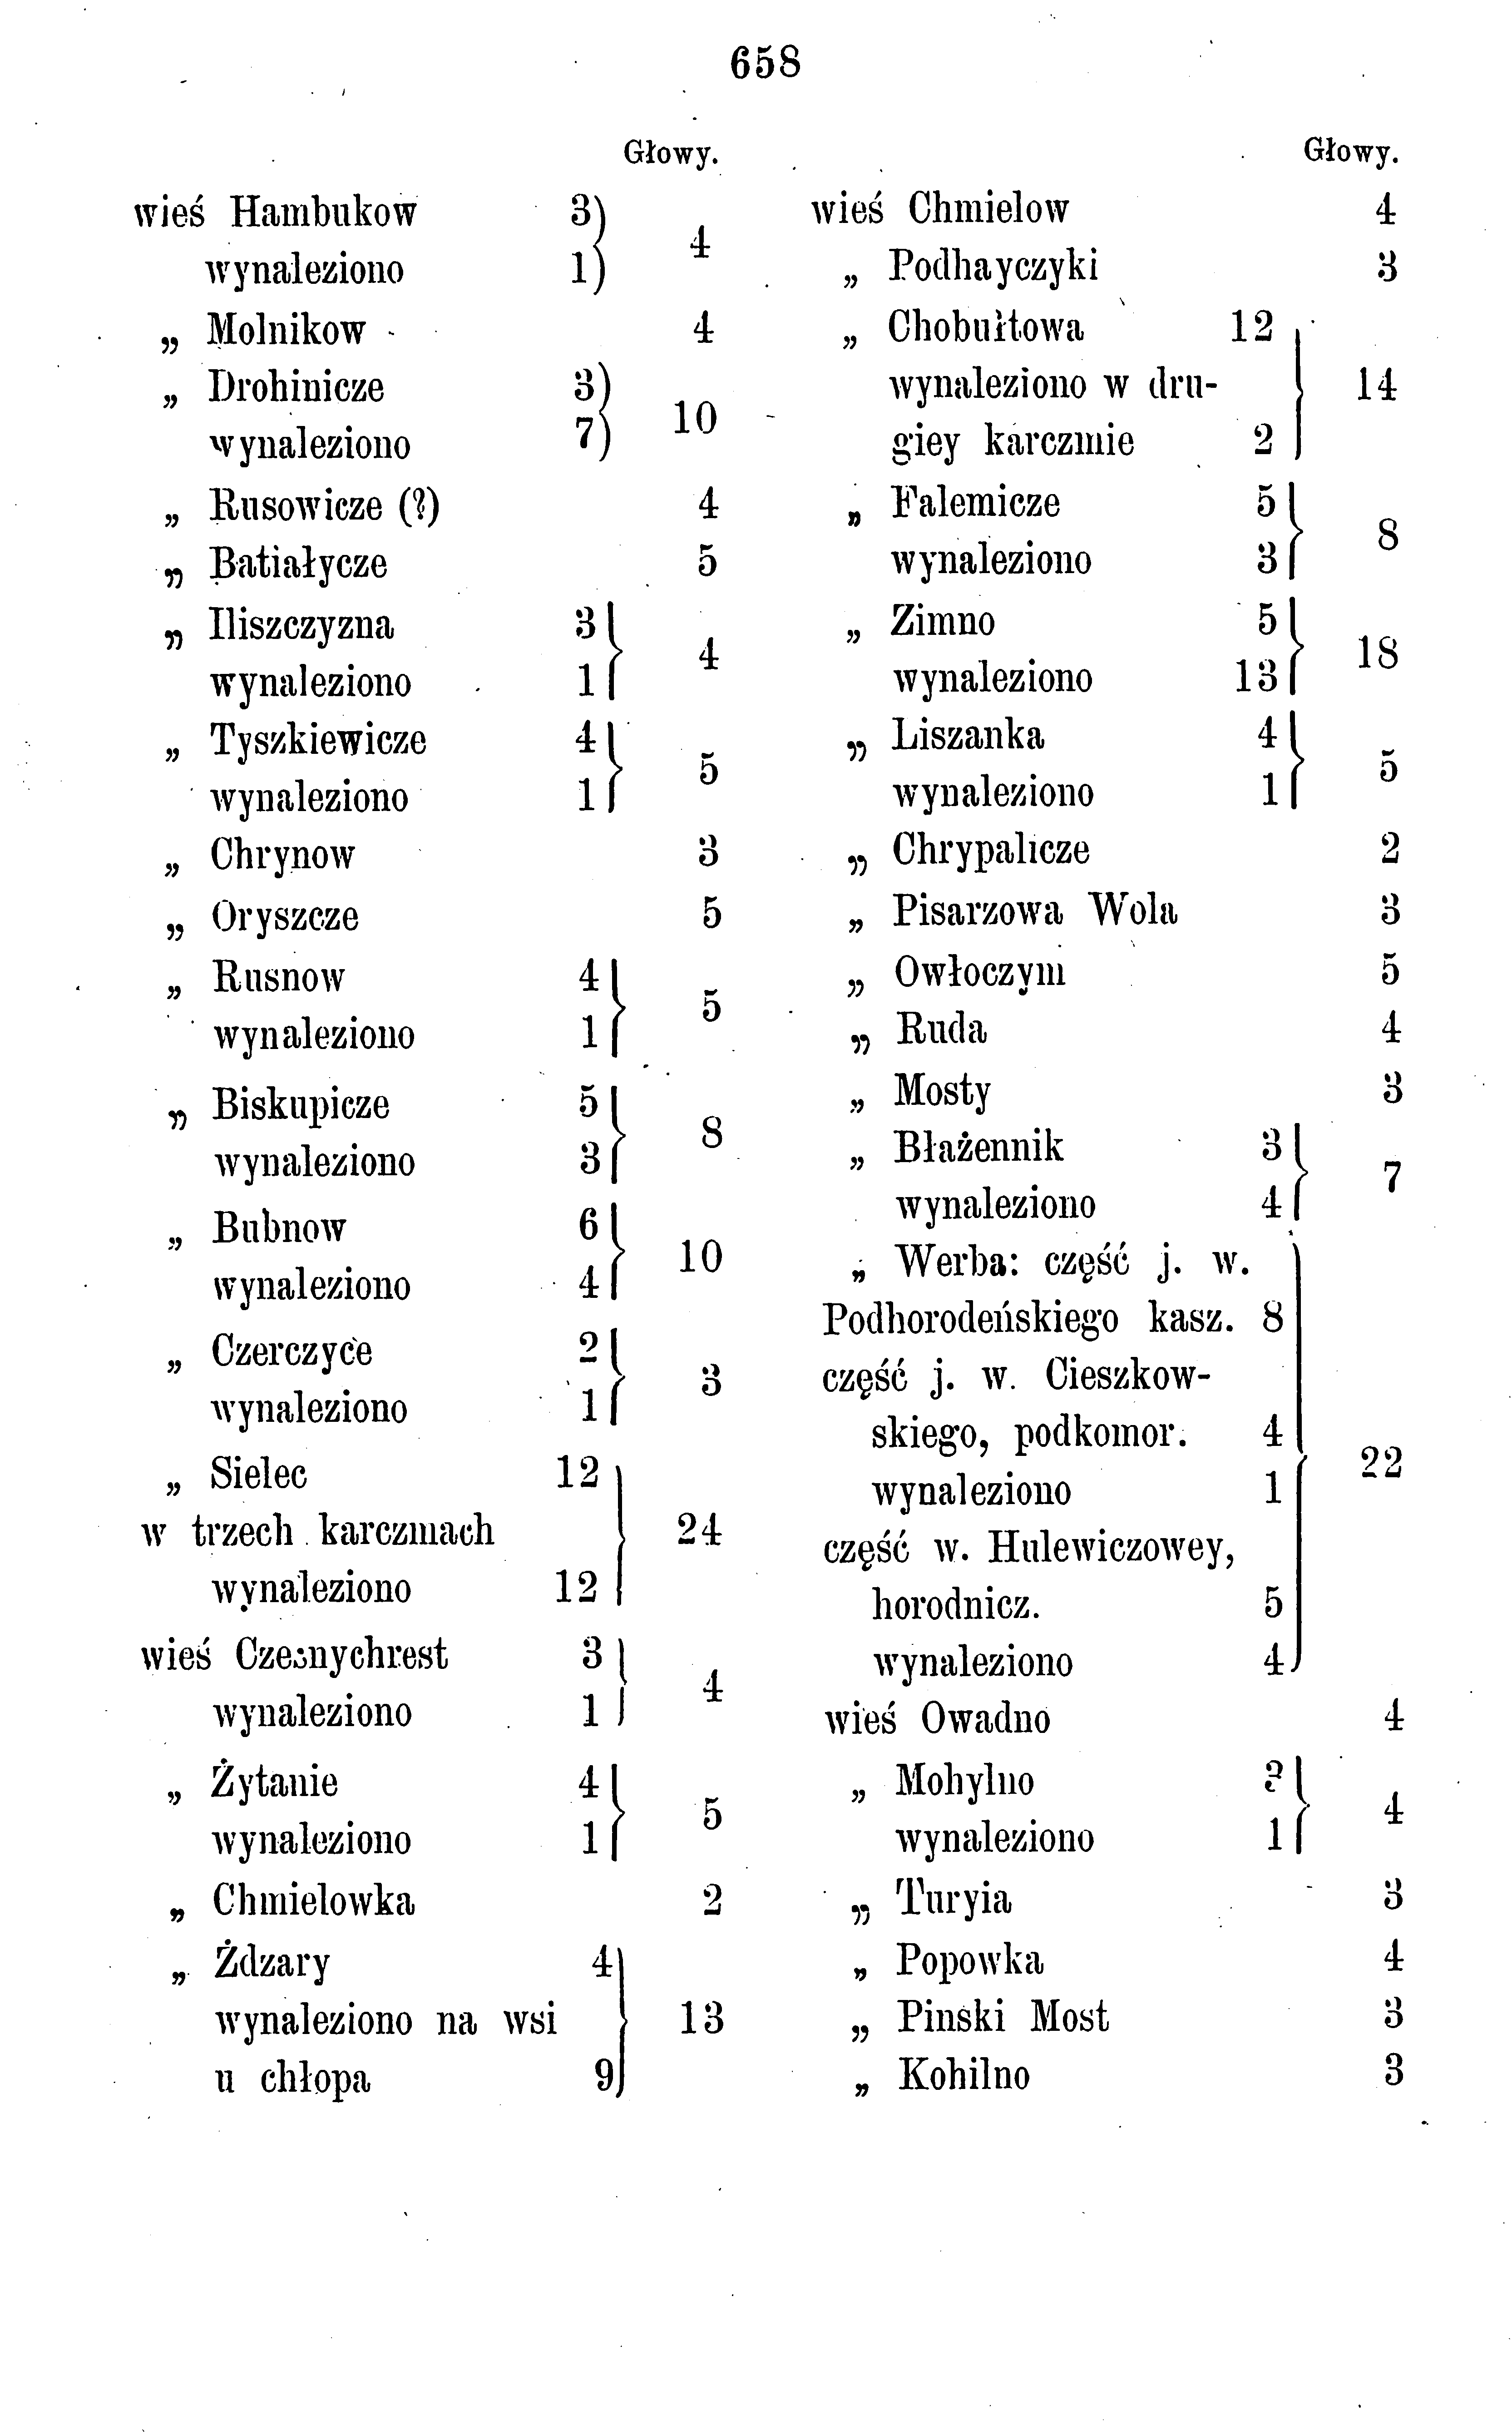 658
Głowy.
wieś Hambukow 3
4
wynaleziono 1
„ Molnikow 4
„ Drohinicze 3
10
wynaleziono 7
„ Rusowicze (?) 4
„ Batiałycze 5
„ Iliszczyzna 3
4
wynaleziono 1
„ Tyszkiewicze 4
5
wynaleziono 1
„ Chrynow 3
„ Oryszcze 5
„ Rusnow 4
5
wynaleziono 1
„ Biskupicze 5
8
wynaleziono 3
„ Bubnow 6
10
wynaleziono 4
„ Czerczyce 2
3
wynaleziono 1
„ Sielec 12
w trzech karczmach 24
wynaleziono 12
wieś Czesnychrest 3
4
wynaleziono 1
„ Żytanie 4
5
wynaleziono 1
„ Chmielowka 2
„ Żdzary 4
wynaleziono na wsi 13
u chłopa 9
Głowy.
wieś Chmielow 4
„ Podhayczyki 3
„ Chobułtowa 12
wynaleziono w dru- 14
giey karczmie 2
„ Falemicze 5
8
wynaleziono 3
„ Zimno 5
18
wynaleziono 13
„ Liszanka 4
5
wynaleziono 1
„ Chrypalicze 2
„ Pisarzowa Wola 3
„ Owłoczym 5
„ Ruda 4
„ Mosty 3
„ Błażennik 3
7
wynaleziono 4
„ Werba: część j. w.
Podhorodeńskiego kasz. 8
część j. w. Cieszkow-
skiego, podkomor. 4
22
wynaleziono 1
część w. Hulewiczowey,
horodnicz. 5
wynaleziono 4
wieś Owadno 4
„ Mohylno
4
wynaleziono 1
„ Turyia 3
„ Popowka 4
„ Pinski Most 3
„ Kohilno 3